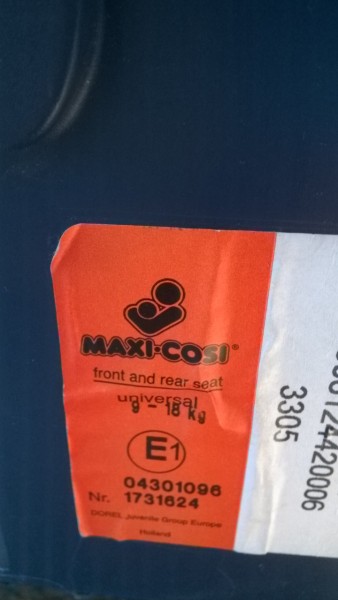 MAXI-COSI®
front and rear seat
universal
9 - 18 kg
E1
04301096
Nr. 1731624
DOREL Juvenile Group Europe
Holland
3305